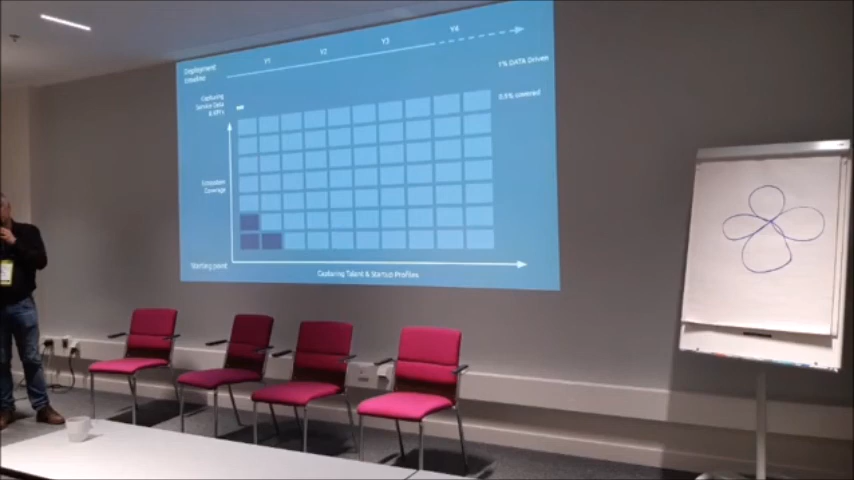 Deployment
timeline
Y1
Y2
Y3
Y4
1% DATA Driven
Capturing
Service Data
& KPI's
0.5% covered
Ecosystem
Coverage
Starting point
Capturing Talent & Startup Profiles